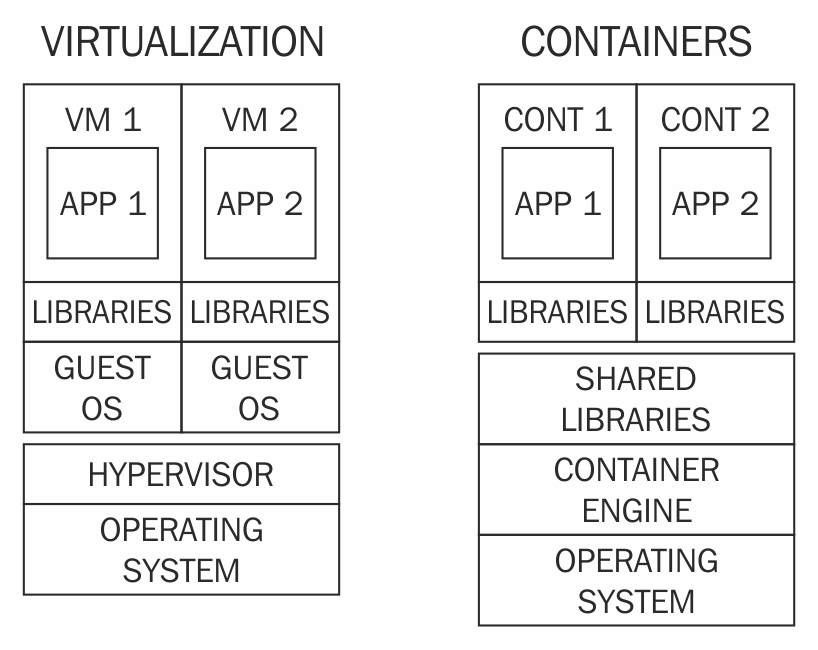 VIRTUALIZATION
VM 1
VM 2
APP 1
APP 2
LIBRARIES
LIBRARIES
GUEST
OS
GUEST
OS
HYPERVISOR
OPERATING
SYSTEM
CONTAINERS
CONT 1
CONT 2
APP 1
APP 2
LIBRARIES
LIBRARIES
SHARED
LIBRARIES
CONTAINER
ENGINE
OPERATING
SYSTEM